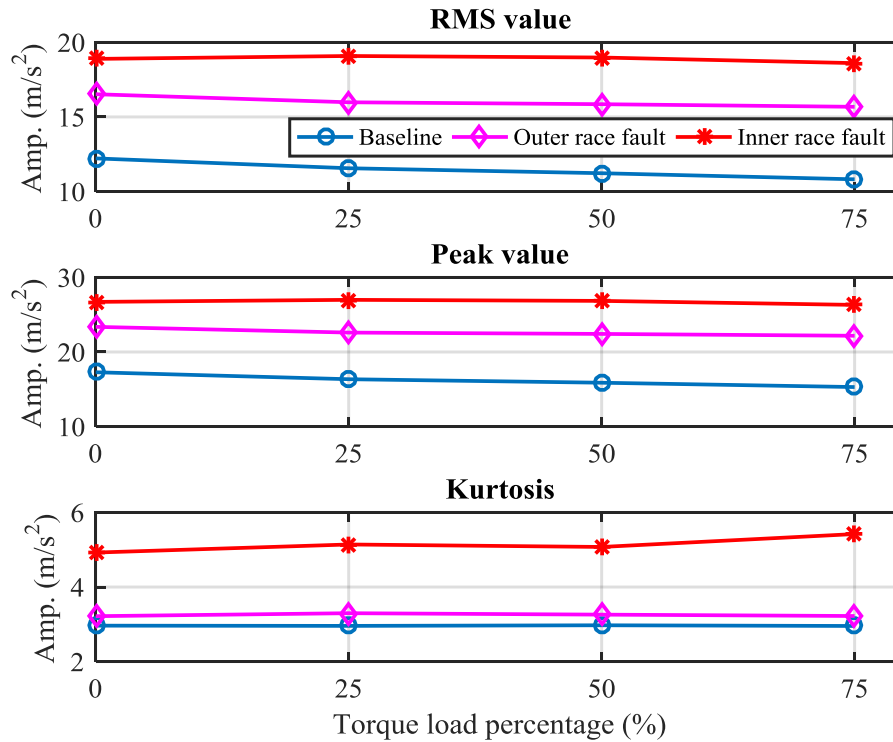 RMS value
Amp. (m/s²)
20
15
10
Baseline Outer race fault Inner race fault
0 25 50 75
Peak value
Amp. (m/s²)
30
20
10
0 25 50 75
Kurtosis
Amp. (m/s²)
6
4
2
0 25 50 75
Torque load percentage (%)